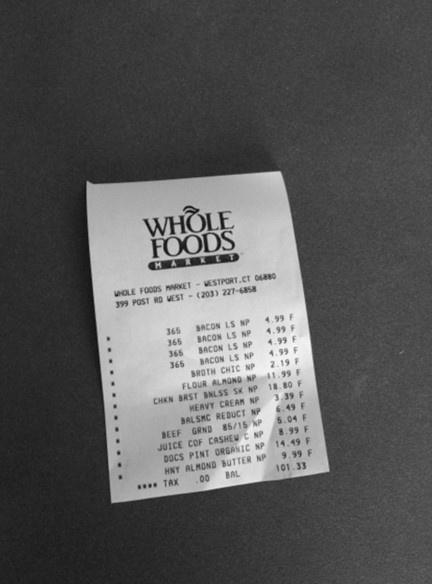 WHOLE
FOODS
MARKET
WHOLE FOODS MARKET - WESTPORT,CT 06880
399 POST RD WEST - (203) 227-6858
365 BACON LS NP 4.99 F
365 BACON LS NP 4.99 F
365 BACON LS NP 4.99 F
365 BACON LS NP 4.99 F
BROTH CHIC NP 2.19 F
FLOUR ALMOND NP 11.99 F
CHKN BRST BNLSS SK NP 18.80 F
HEAVY CREAM NP 3.39 F
BALSMC REDUCT NP 6.49 F
BEEF GRND 85/15 NP 5.04 F
JUICE COF CASHEW C NP 8.99 F
DOCS PINT ORGANIC NP 14.49 F
HNY ALMOND BUTTER NP 9.99 F
**** TAX .00 BAL 101.33